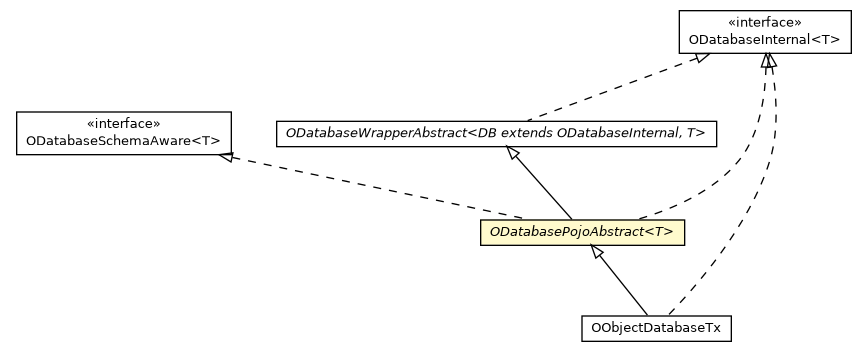 «interface»
ODatabaseInternal<T>
«interface»
ODatabaseSchemaAware<T>
ODatabaseWrapperAbstract<DB extends ODatabaseInternal, T>
ODatabasePojoAbstract<T>
OObjectDatabaseTx